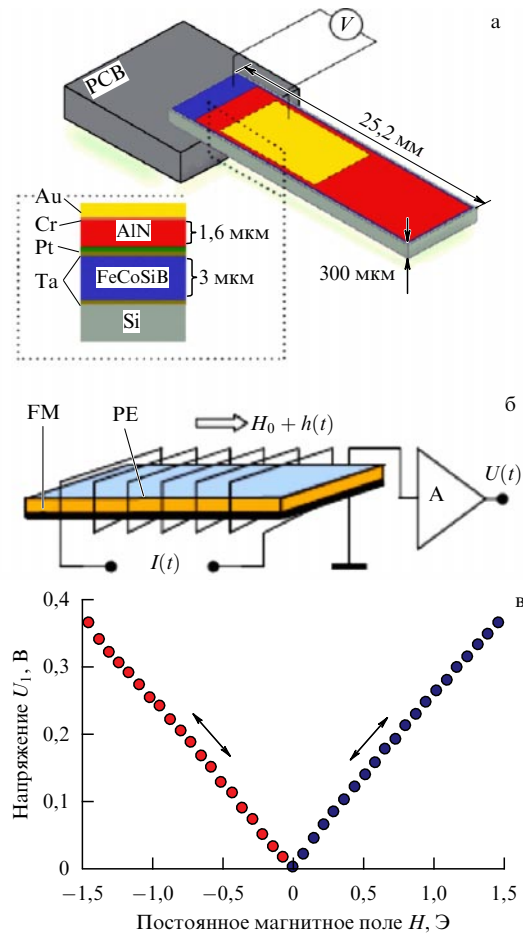 а
V
PCB
25,2 мм
Au
Cr
AlN
1,6 мкм
Pt
Ta
FeCoSiB
3 мкм
300 мкм
Si
б
FM
PE
H₀ + h(t)
A
U(t)
I(t)
в
Напряжение U₁, В
0,4
0,3
0,2
0,1
0
−1,5 −1,0 −0,5 0 0,5 1,0 1,5
Постоянное магнитное поле H, Э